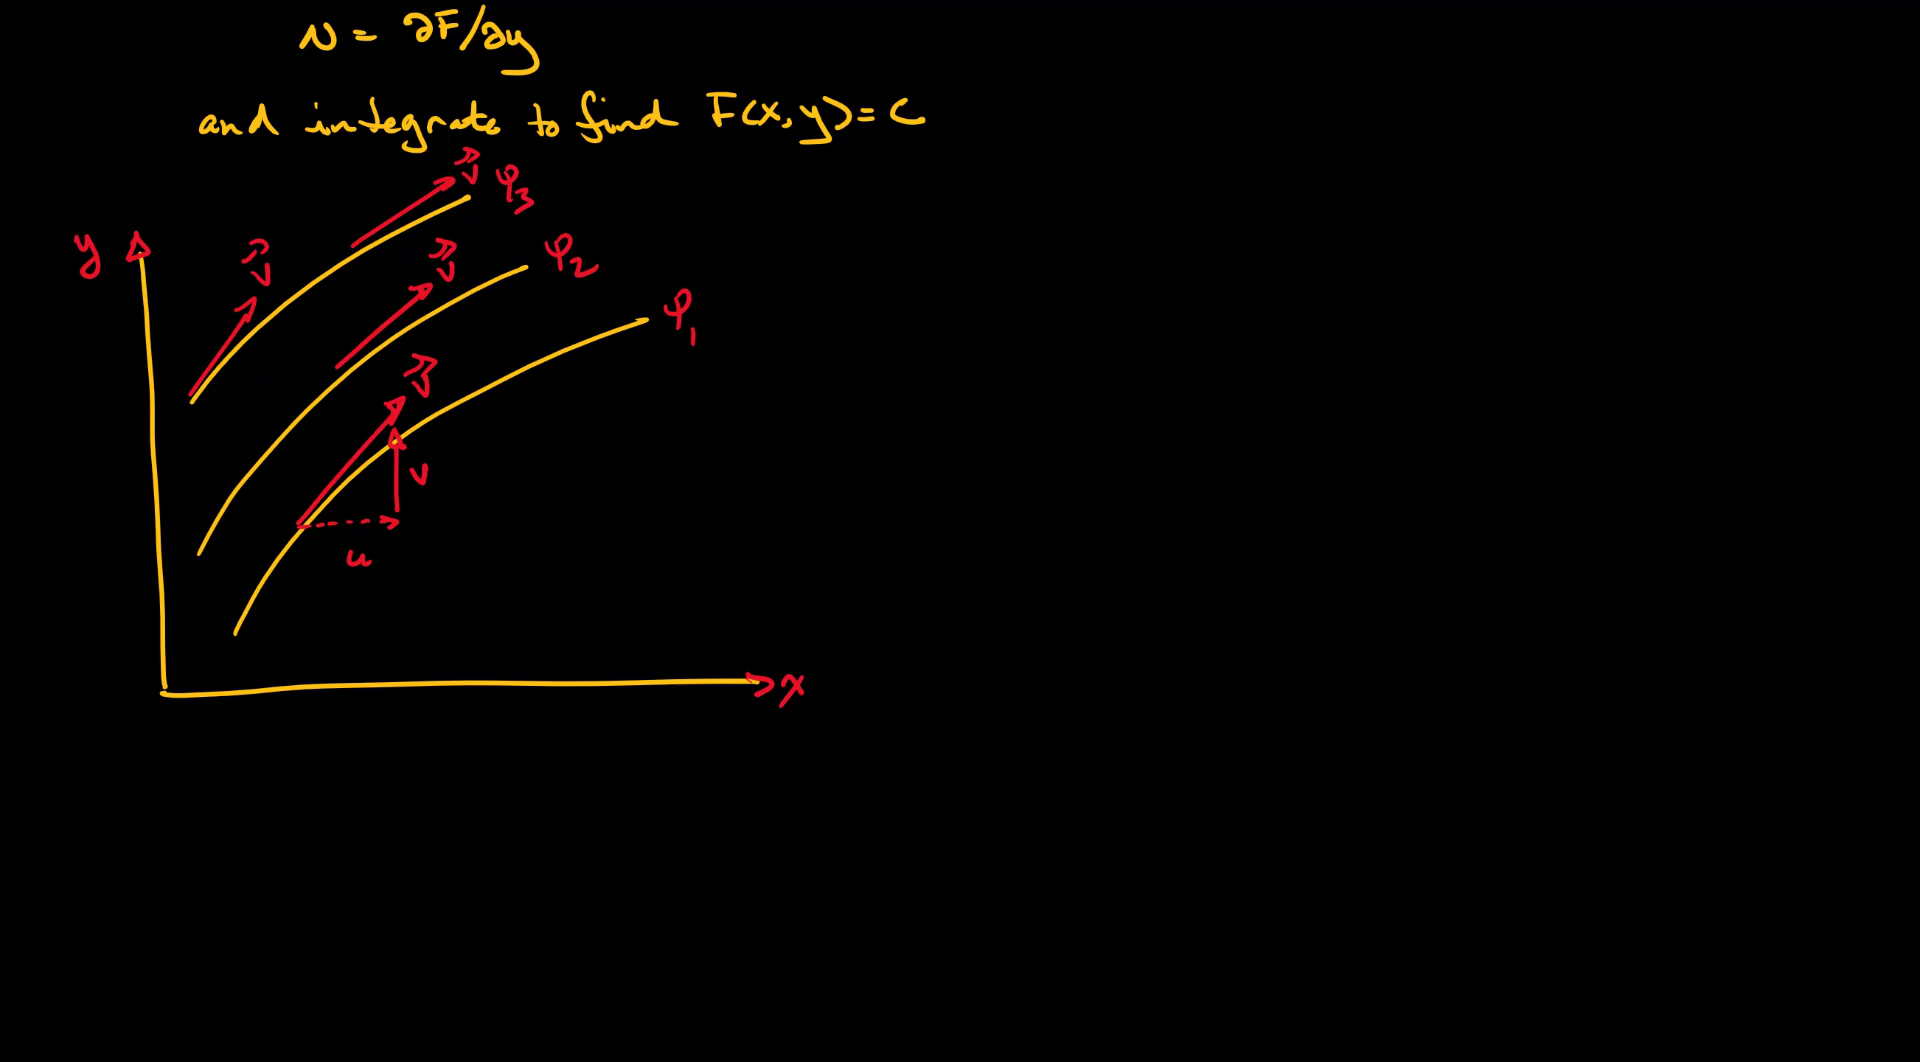 N = ∂F/∂y
and integrate to find F(x,y) = C
v⃗ φ₃
y v⃗ v⃗ φ₂
φ₁
v⃗
v
u
x